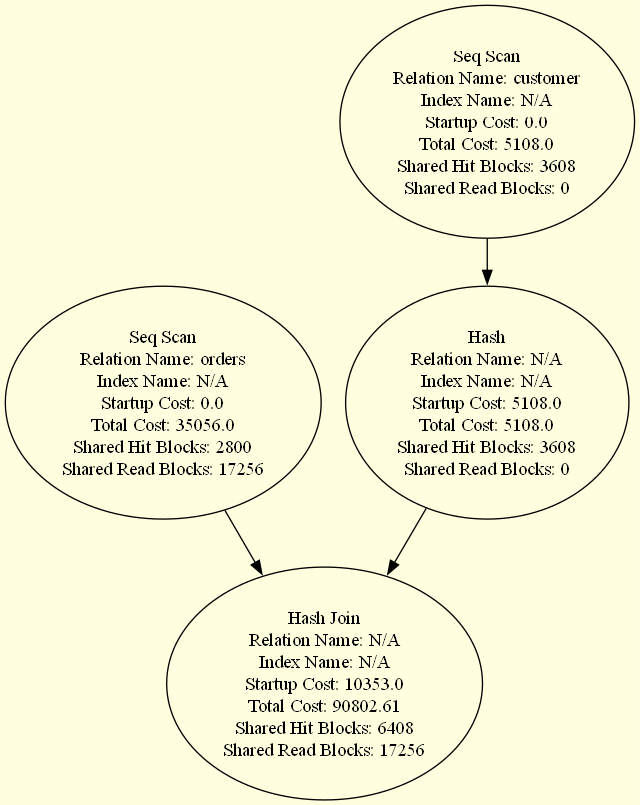 Seq Scan
Relation Name: customer
Index Name: N/A
Startup Cost: 0.0
Total Cost: 5108.0
Shared Hit Blocks: 3608
Shared Read Blocks: 0
Seq Scan
Relation Name: orders
Index Name: N/A
Startup Cost: 0.0
Total Cost: 35056.0
Shared Hit Blocks: 2800
Shared Read Blocks: 17256
Hash
Relation Name: N/A
Index Name: N/A
Startup Cost: 5108.0
Total Cost: 5108.0
Shared Hit Blocks: 3608
Shared Read Blocks: 0
Hash Join
Relation Name: N/A
Index Name: N/A
Startup Cost: 10353.0
Total Cost: 90802.61
Shared Hit Blocks: 6408
Shared Read Blocks: 17256